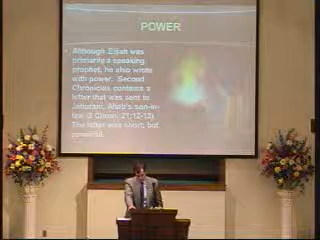 POWER
Although Elijah was
primarily a speaking
prophet, he also wrote
with power. Second
Chronicles contains a
letter that was sent to
Jehoram, Ahab's son-in-
law (2 Chron. 21:12-13)
The letter was short, but
powerful.